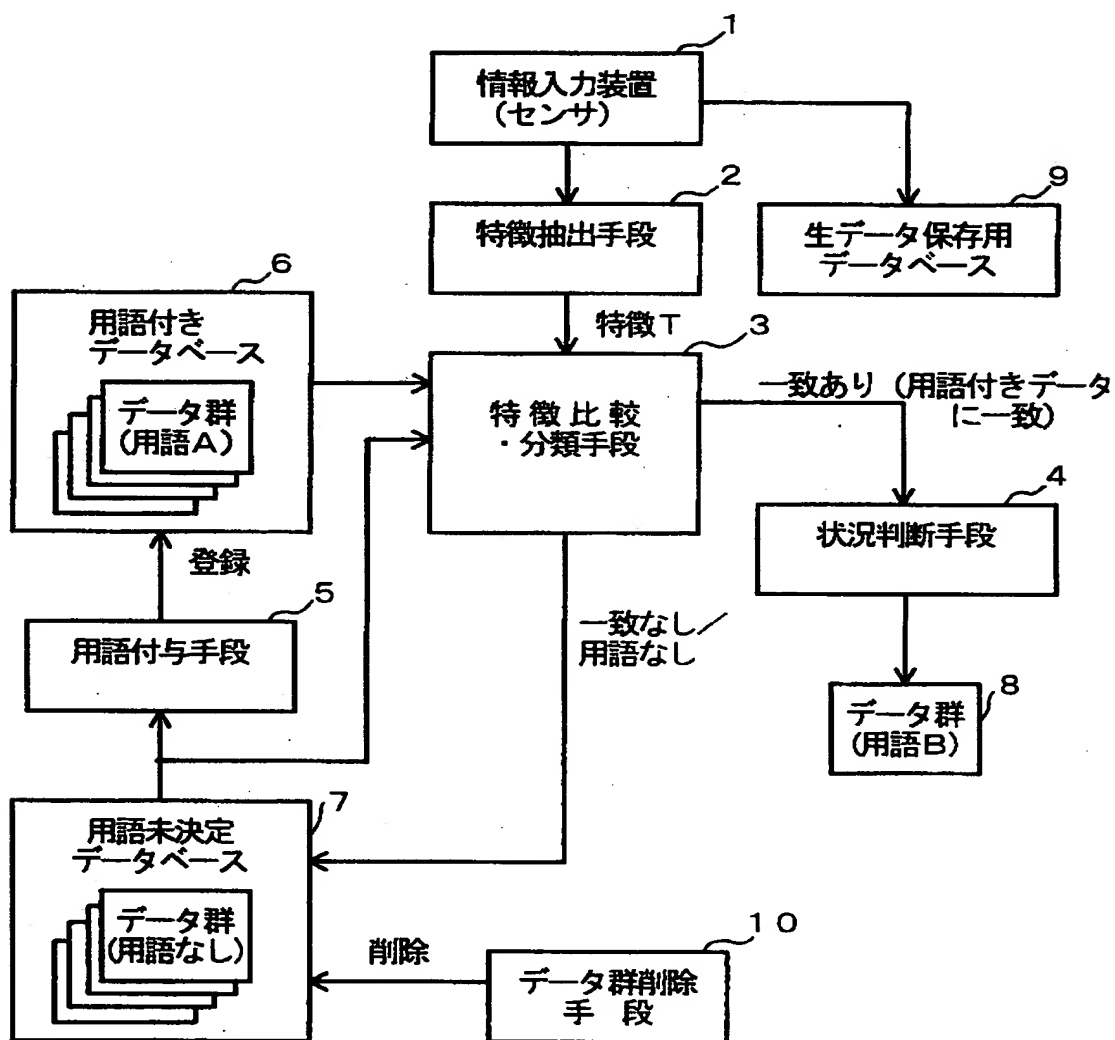 1
情報入力装置
(センサ)
2
特徴抽出手段
9
生データ保存用
データベース
6
用語付き
データベース
データ群
(用語A)
特徴T
3
特徴比較
・分類手段
一致あり (用語付きデータ
に一致)
4
状況判断手段
登録
5
用語付与手段
一致なし/
用語なし
8
データ群
(用語B)
7
用語未決定
データベース
データ群
(用語なし)
削除
10
データ群削除
手 段